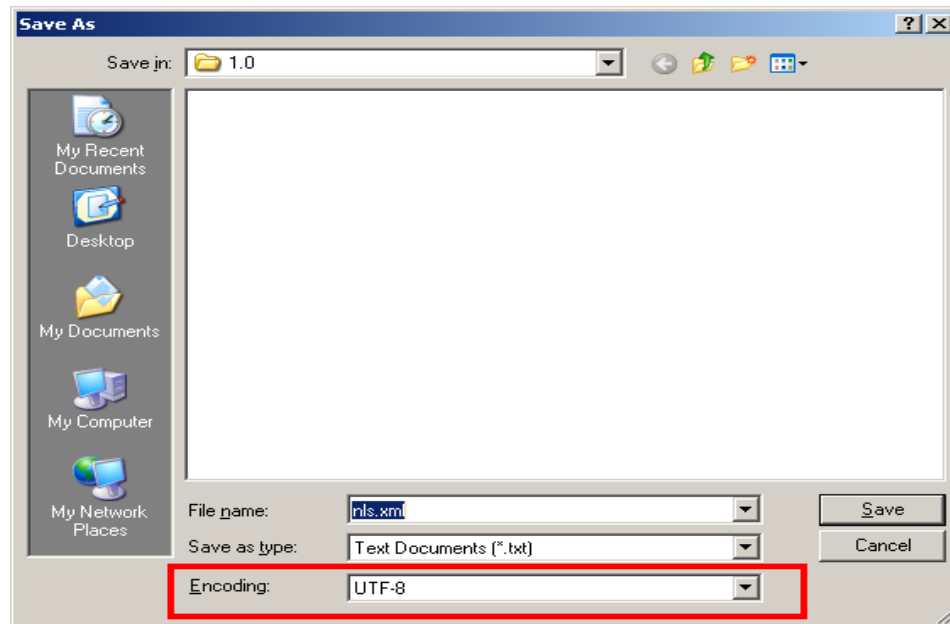 Save As
Save in:
1.0
My Recent
Documents
Desktop
My Documents
My Computer
My Network
Places
File name:
nls.xml
Save
Save as type:
Text Documents (*.txt)
Cancel
Encoding:
UTF-8